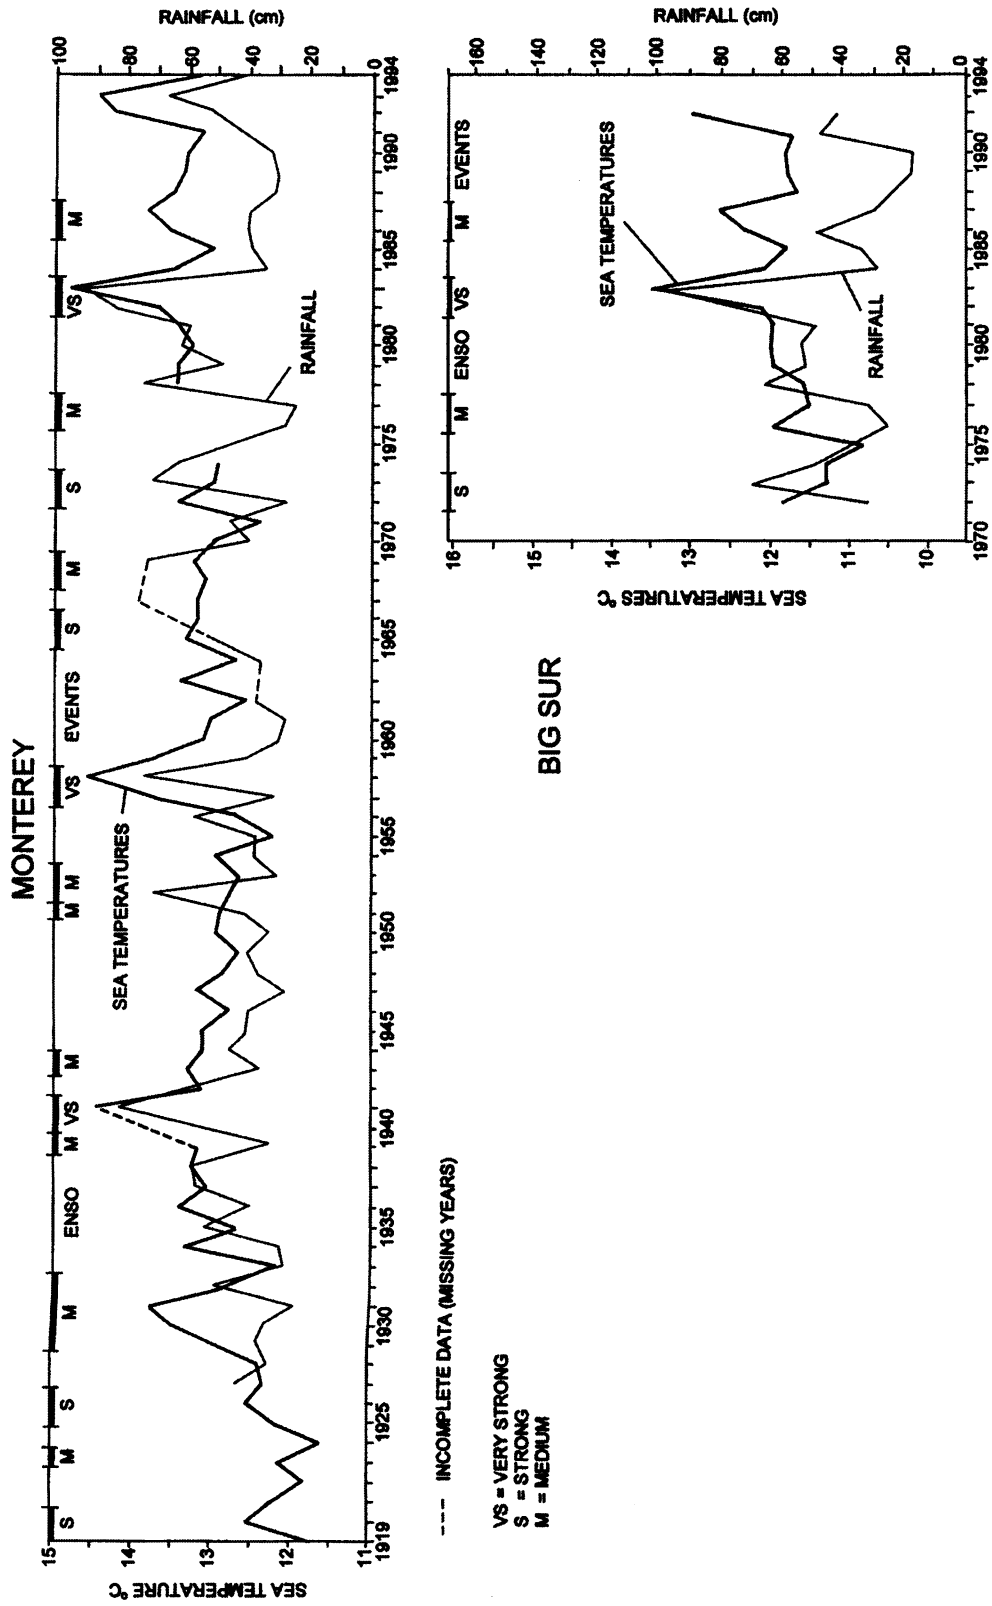 MONTEREY
RAINFALL (cm)
100 80 60 40 20 0
S M S M ENSO M VS M M M VS EVENTS S M S M VS M
SEA TEMPERATURES
RAINFALL
15 14 13 12 11
SEA TEMPERATURE °C
1919 1925 1930 1935 1940 1945 1950 1955 1960 1965 1970 1975 1980 1985 1990 1994
--- INCOMPLETE DATA (MISSING YEARS)
VS = VERY STRONG
S = STRONG
M = MEDIUM
BIG SUR
RAINFALL (cm)
160 140 120 100 80 60 40 20 0
S M ENSO VS M EVENTS
SEA TEMPERATURES
RAINFALL
16 15 14 13 12 11 10
SEA TEMPERATURES °C
1970 1975 1980 1985 1990 1994